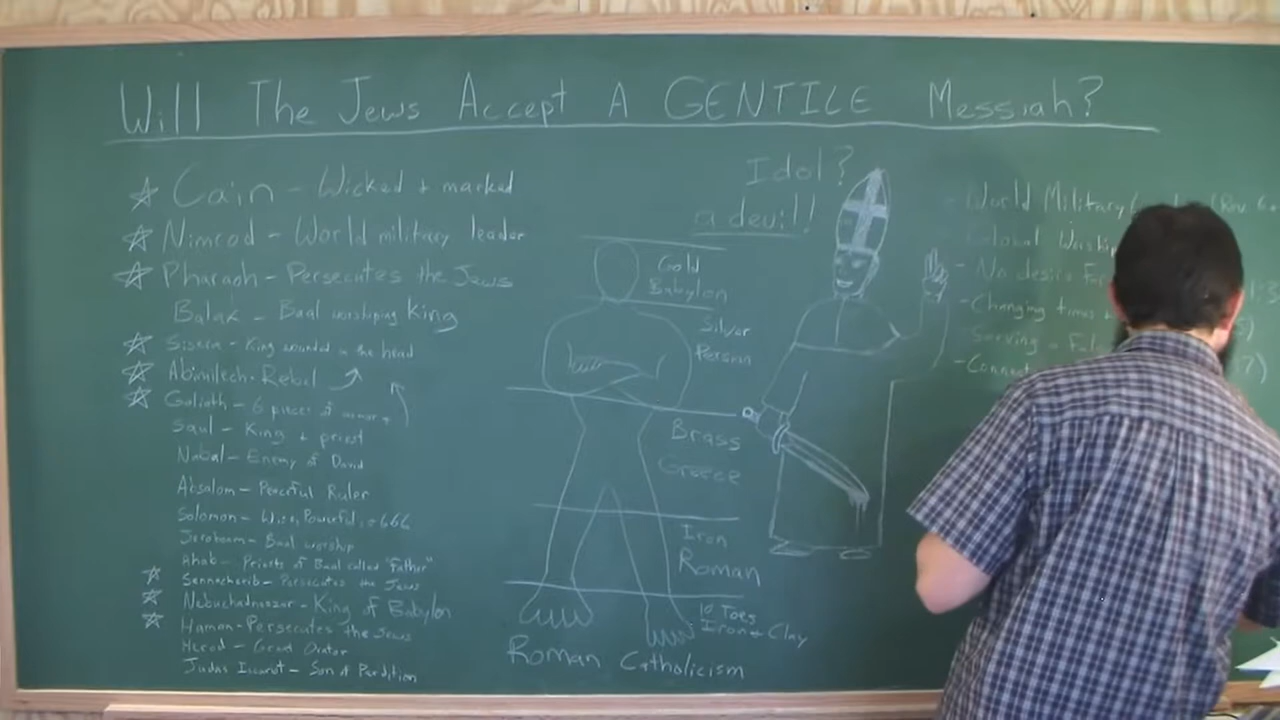 Will The Jews Accept A GENTILE Messiah?
Cain - Wicked + marked
Nimrod - World military leader
Pharaoh - Persecutes the Jews
Balak - Baal worshiping King
Sisera - King wounded in the head
Abimilech - Rebel
Goliath - 6 pieces of armor +
Saul - King + priest
Nabal - Enemy of David
Absalom - Peaceful Ruler
Solomon - Wise, Powerful, 666
Jeroboam - Baal worship
Ahab - Priests of Baal called "Father"
Sennecherib - Persecutes the Jews
Nebuchadnezzar - King of Babylon
Haman - Persecutes the Jews
Herod - Great Orator
Judas Iscariot - Son of Perdition
Gold
Babylon
Silver
Persian
Brass
Greece
Iron
Roman
10 Toes
Iron + Clay
Roman Catholicism
Idol?
a devil!
- World Military (Rev. 6
- Global Worship
- No desire For
- Changing times
- Serving a
- Connect 7)